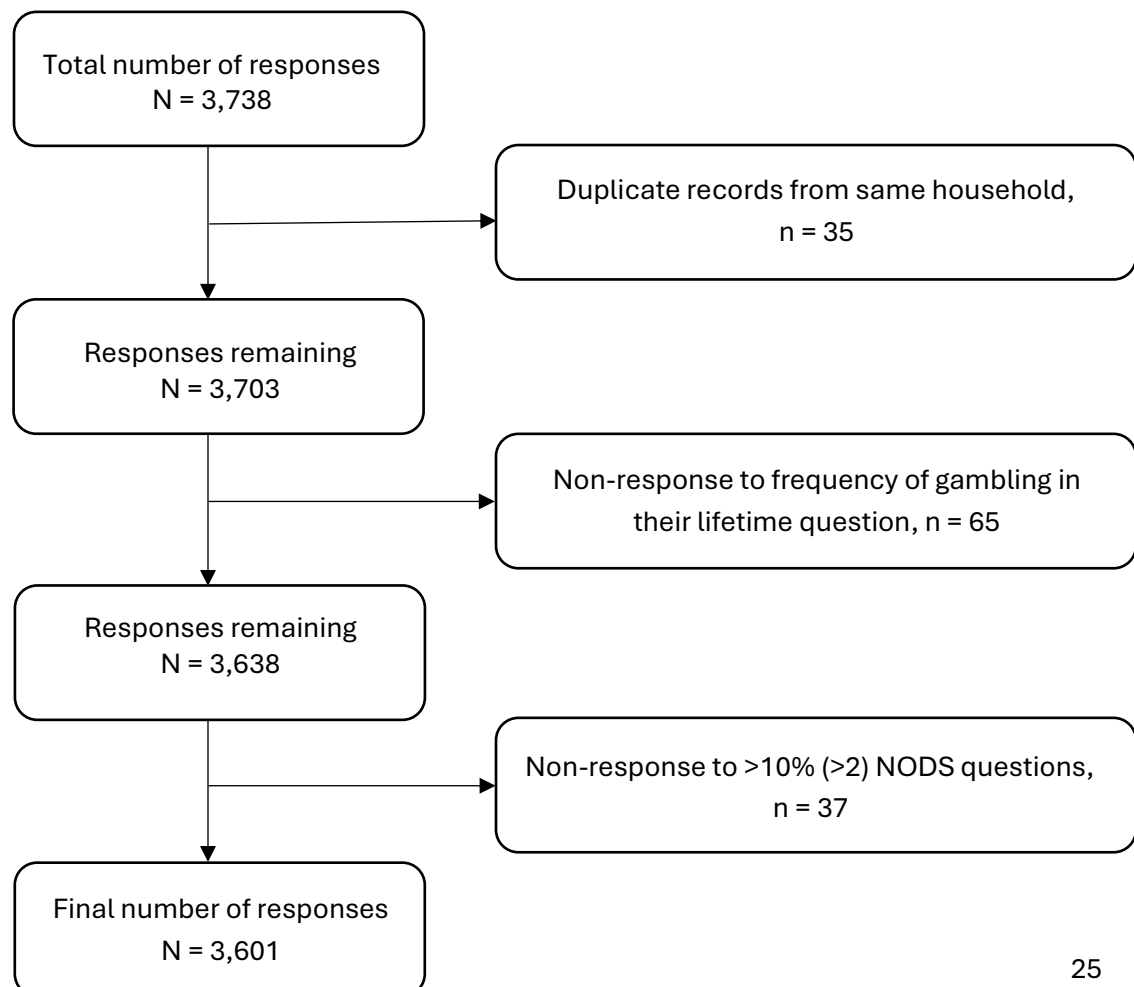 Total number of responses
N = 3,738
Duplicate records from same household,
n = 35
Responses remaining
N = 3,703
Non-response to frequency of gambling in
their lifetime question, n = 65
Responses remaining
N = 3,638
Non-response to >10% (>2) NODS questions,
n = 37
Final number of responses
N = 3,601
25